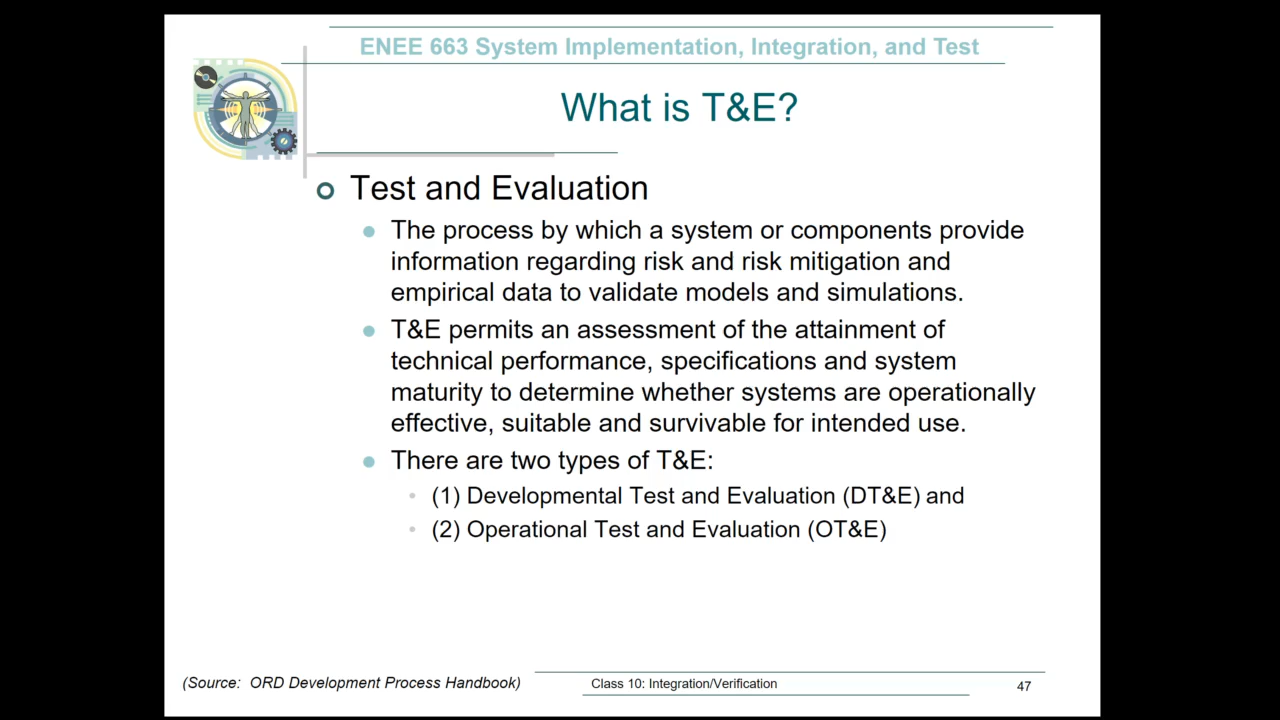 ENEE 663 System Implementation, Integration, and Test
What is T&E?
Test and Evaluation
The process by which a system or components provide
information regarding risk and risk mitigation and
empirical data to validate models and simulations.
T&E permits an assessment of the attainment of
technical performance, specifications and system
maturity to determine whether systems are operationally
effective, suitable and survivable for intended use.
There are two types of T&E:
(1) Developmental Test and Evaluation (DT&E) and
(2) Operational Test and Evaluation (OT&E)
(Source: ORD Development Process Handbook)
Class 10: Integration/Verification
47